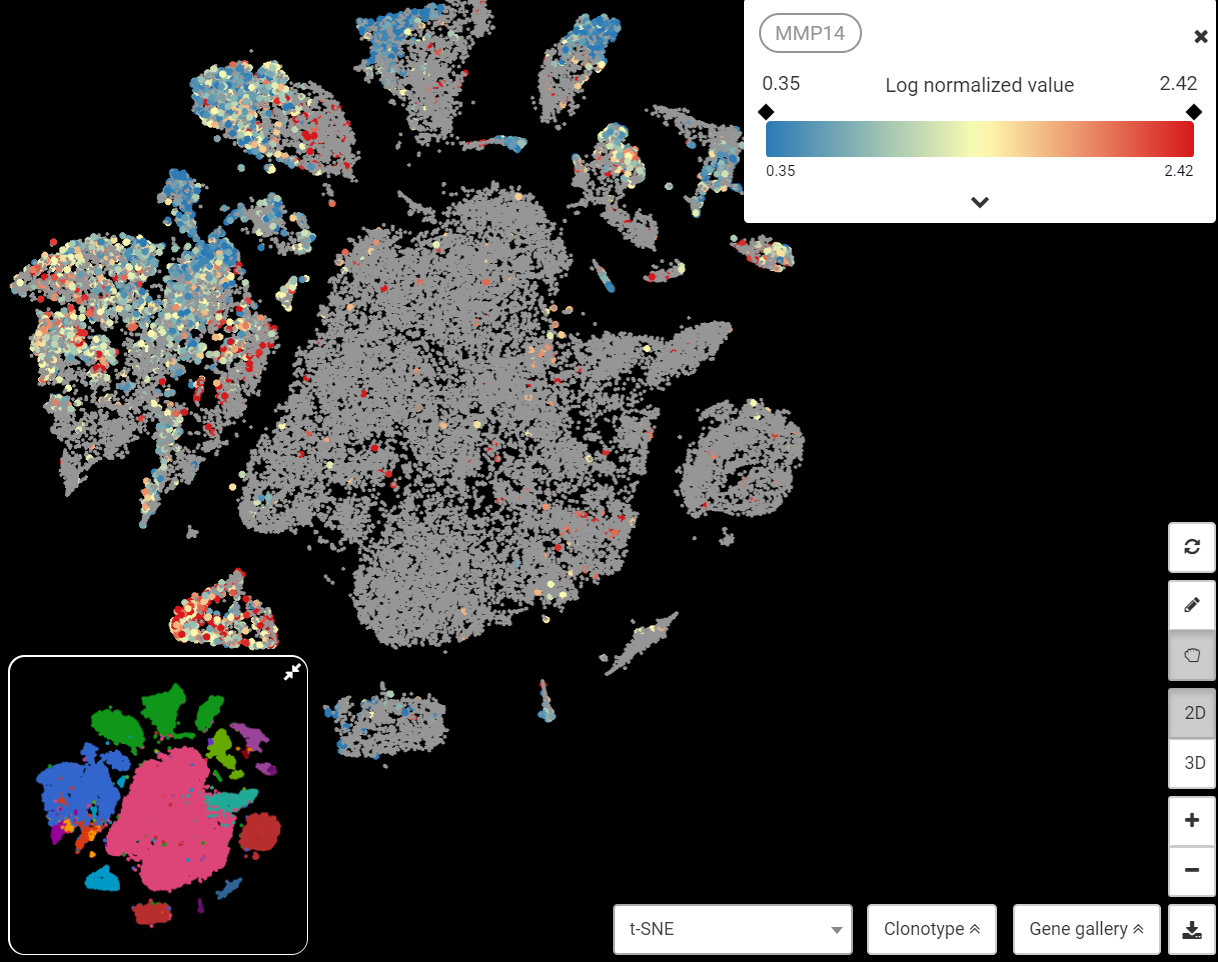 MMP14
0.35 Log normalized value 2.42
0.35 2.42
2D
3D
t-SNE Clonotype Gene gallery